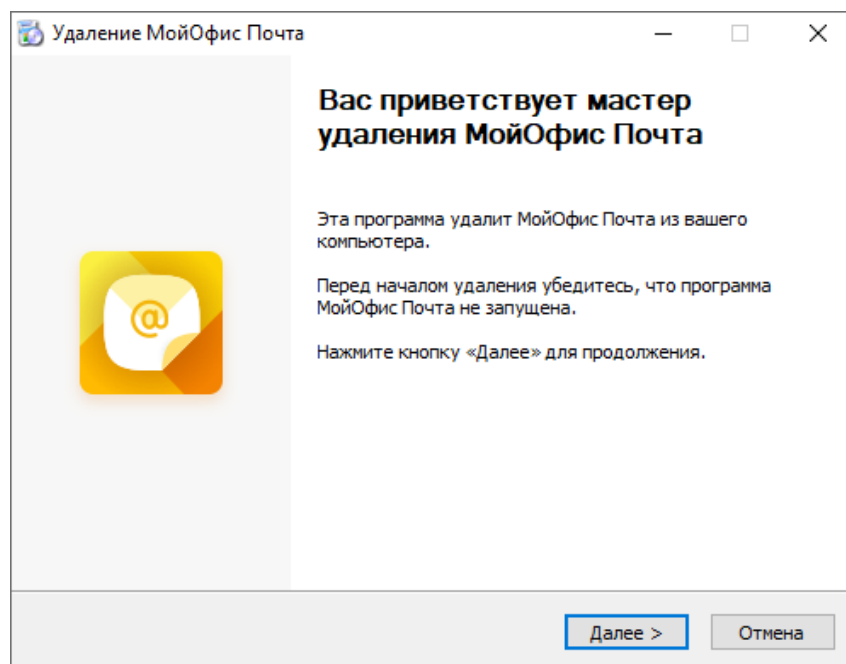 Удаление МойОфис Почта
Вас приветствует мастер
удаления МойОфис Почта
Эта программа удалит МойОфис Почта из вашего
компьютера.
Перед началом удаления убедитесь, что программа
МойОфис Почта не запущена.
Нажмите кнопку «Далее» для продолжения.
@
Далее >
Отмена